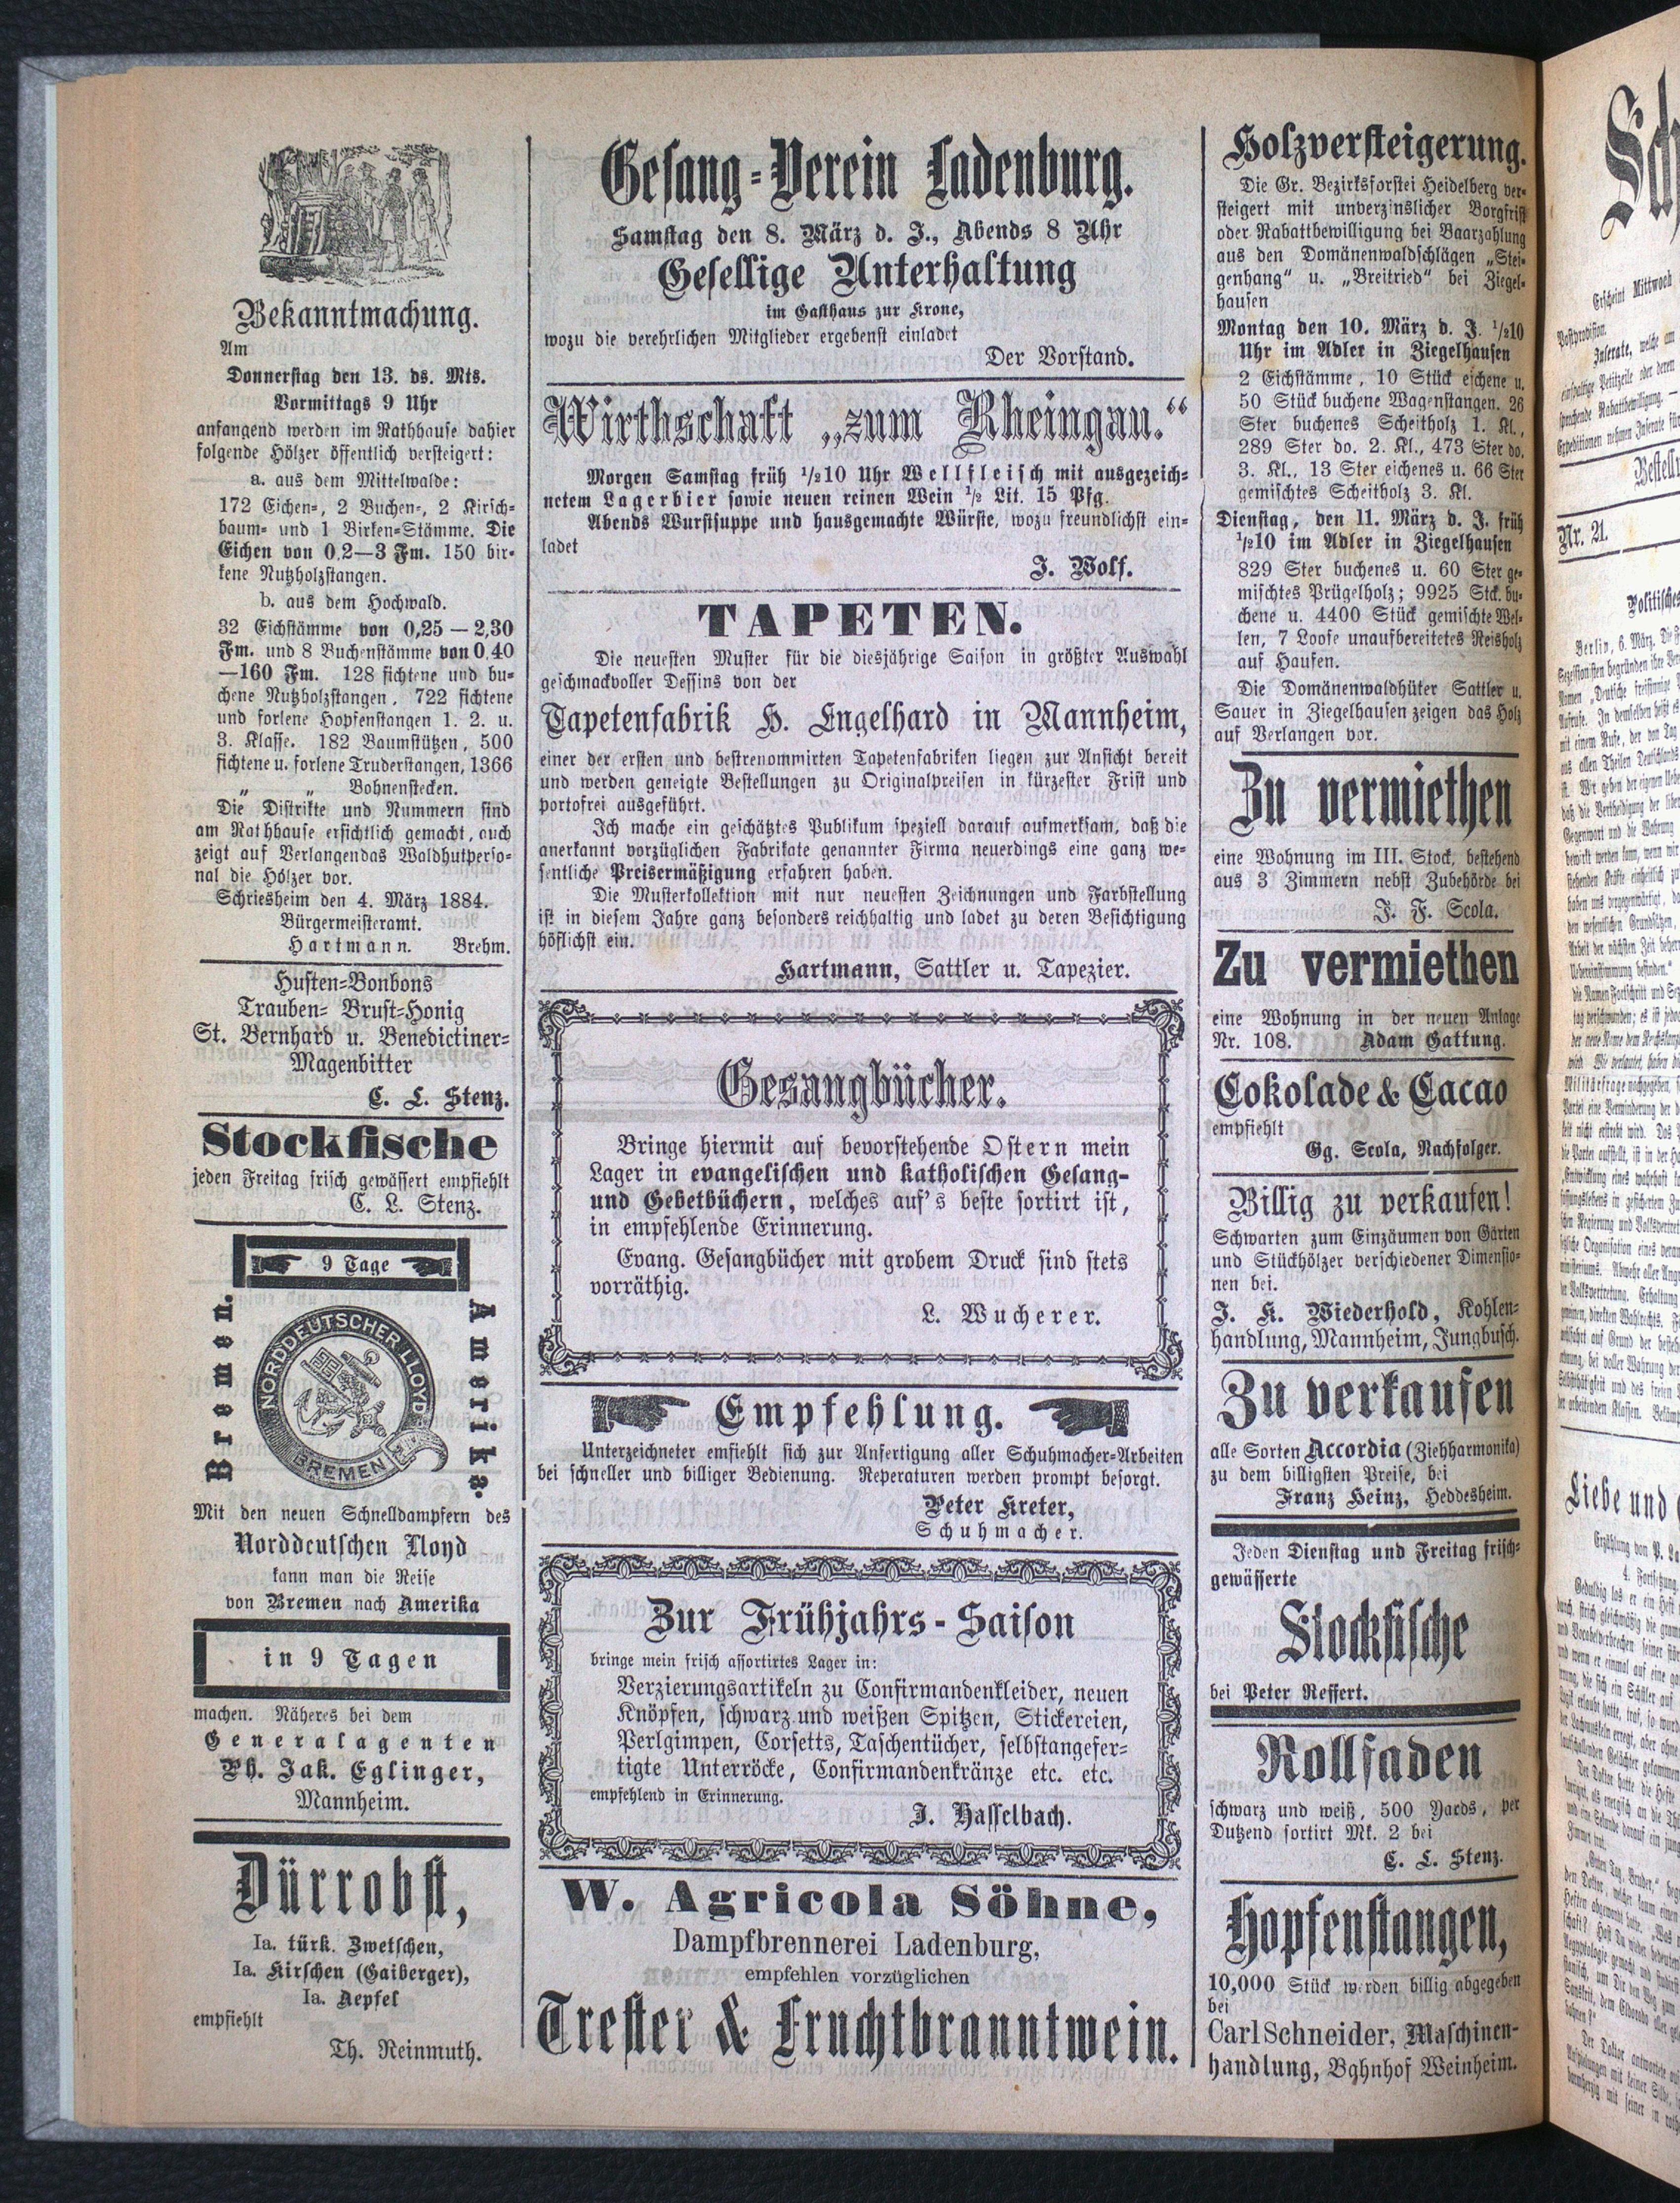 Bekanntmachung.
Am
Donnerstag den 13. ds. Mts.
Vormittags 9 Uhr
anfangend werden im Rathhause dahier
folgende Hölzer öffentlich versteigert:
a. aus dem Mittelwalde:
172 Eichen-, 2 Buchen-, 2 Kirsch-
baum- und 1 Birken-Stämme. Die
Eichen von 0,2—3 Fm. 150 bir-
kene Nutzholzstangen.
b. aus dem Hochwald.
32 Eichstämme von 0,25 — 2,30
Fm. und 8 Buchenstämme von 0,40
—160 Fm. 128 fichtene und bu-
chene Nutzholzstangen, 722 fichtene
und forlene Hopfenstangen 1. 2. u.
3. Klasse. 182 Baumstützen, 500
fichtene u. forlene Truderstangen, 1366
„ „ Bohnenstecken.
Die Distrikte und Nummern sind
am Rathhause ersichtlich gemacht, auch
zeigt auf Verlangendas Waldhutperso-
nal die Hölzer vor.
Schriesheim den 4. März 1884.
Bürgermeisteramt.
Hartmann. Brehm.
Husten-Bonbons
Trauben- Brust-Honig
St. Bernhard u. Benedictiner-
Magenbitter
C. L. Stenz.
Stockfische
jeden Freitag frisch gewässert empfiehlt
C. L. Stenz.
9 Tage
Bremen.
Amerika.
NORDDEUTSCHER LLOYD
BREMEN
Mit den neuen Schnelldampfern des
Norddeutschen Lloyd
kann man die Reise
von Bremen nach Amerika
in 9 Tagen
machen. Näheres bei dem
Generalagenten
Ph. Jak. Eglinger,
Mannheim.
Dürrobst,
Ia. türk. Zwetschen,
Ia. Kirschen (Gaiberger),
Ia. Aepfel
empfiehlt
Th. Reinmuth.
Gesang-Verein Ladenburg.
Samstag den 8. März d. J., Abends 8 Uhr
Gesellige Unterhaltung
im Gasthaus zur Krone,
wozu die verehrlichen Mitglieder ergebenst einladet
Der Vorstand.
Wirthschaft „zum Rheingau.“
Morgen Samstag früh 1/210 Uhr Wellfleisch mit ausgezeich-
netem Lagerbier sowie neuen reinen Wein 1/2 Lit. 15 Pfg.
Abends Wurstsuppe und hausgemachte Würste, wozu freundlichst ein-
ladet
J. Wolf.
TAPETEN.
Die neuesten Muster für die diesjährige Saison in größter Auswahl
geschmackvoller Dessins von der
Tapetenfabrik H. Engelhard in Mannheim,
einer der ersten und bestrenommirten Tapetenfabriken liegen zur Ansicht bereit
und werden geneigte Bestellungen zu Originalpreisen in kürzester Frist und
portofrei ausgeführt.
Ich mache ein geschätztes Publikum speziell darauf aufmerksam, daß die
anerkannt vorzüglichen Fabrikate genannter Firma neuerdings eine ganz we-
sentliche Preisermäßigung erfahren haben.
Die Musterkollektion mit nur neuesten Zeichnungen und Farbstellung
ist in diesem Jahre ganz besonders reichhaltig und ladet zu deren Besichtigung
höflichst ein.
Hartmann, Sattler u. Tapezier.
Gesangbücher.
Bringe hiermit auf bevorstehende Ostern mein
Lager in evangelischen und katholischen Gesang-
und Gebetbüchern, welches auf's beste sortirt ist,
in empfehlende Erinnerung.
Evang. Gesangbücher mit grobem Druck sind stets
vorräthig.
L. Wucherer.
Empfehlung.
Unterzeichneter emfiehlt sich zur Anfertigung aller Schuhmacher-Arbeiten
bei schneller und billiger Bedienung. Reperaturen werden prompt besorgt.
Peter Kreter,
Schuhmacher.
Zur Frühjahrs-Saison
bringe mein frisch assortirtes Lager in:
Verzierungsartikeln zu Confirmandenkleider, neuen
Knöpfen, schwarz und weißen Spitzen, Stickereien,
Perlgimpen, Corsetts, Taschentücher, selbstangefer-
tigte Unterröcke, Confirmandenkränze etc. etc.
empfehlend in Erinnerung.
J. Hasselbach.
W. Agricola Söhne,
Dampfbrennerei Ladenburg,
empfehlen vorzüglichen
Trester & Fruchtbranntwein.
Holzversteigerung.
Die Gr. Bezirksforstei Heidelberg ver-
steigert mit unverzinslicher Borgfrist
oder Rabattbewilligung bei Baarzahlung
aus den Domänenwaldschlägen „Stei-
genhang“ u. „Breitried“ bei Ziegel-
hausen
Montag den 10. März d. J. 1/210
Uhr im Adler in Ziegelhausen
2 Eichstämme, 10 Stück eichene u.
50 Stück buchene Wagenstangen. 26
Ster buchenes Scheitholz 1. Kl.,
289 Ster do. 2. Kl., 473 Ster do.
3. Kl., 13 Ster eichenes u. 66 Ster
gemischtes Scheitholz 3. Kl.
Dienstag, den 11. März d. J. früh
1/210 im Adler in Ziegelhausen
829 Ster buchenes u. 60 Ster ge-
mischtes Prügelholz; 9925 Stck. bu-
chene u. 4400 Stück gemischte Wel-
len, 7 Loose unaufbereitetes Reisholz
auf Haufen.
Die Domänenwaldhüter Sattler u.
Sauer in Ziegelhausen zeigen das Holz
auf Verlangen vor.
Zu vermiethen
eine Wohnung im III. Stock, bestehend
aus 3 Zimmern nebst Zubehörde bei
J. F. Scola.
Zu vermiethen
eine Wohnung in der neuen Anlage
Nr. 108. Adam Gattung.
Cokolade & Cacao
empfiehlt
Gg. Scola, Nachfolger.
Billig zu verkaufen!
Schwarten zum Einzäumen von Gärten
und Stückhölzer verschiedener Dimensio-
nen bei.
J. K. Wiederhold, Kohlen-
handlung, Mannheim, Jungbusch.
Zu verkaufen
alle Sorten Accordia (Ziehharmonika)
zu dem billigsten Preise, bei
Franz Heinz, Heddesheim.
Jeden Dienstag und Freitag frisch-
gewässerte
Stockfische
bei Peter Reffert.
Rollfaden
schwarz und weiß, 500 Yards, per
Dutzend sortirt Mk. 2 bei
C. L. Stenz.
Hopfenstangen,
10,000 Stück werden billig abgegeben
bei
Carl Schneider, Maschinen-
handlung, Bahnhof Weinheim.
Sch
Erscheint Mittwoch
Inserate, welche
Nr. 21.
Politisches
Berlin, 6. März.
Liebe und
4. Fortsetzung